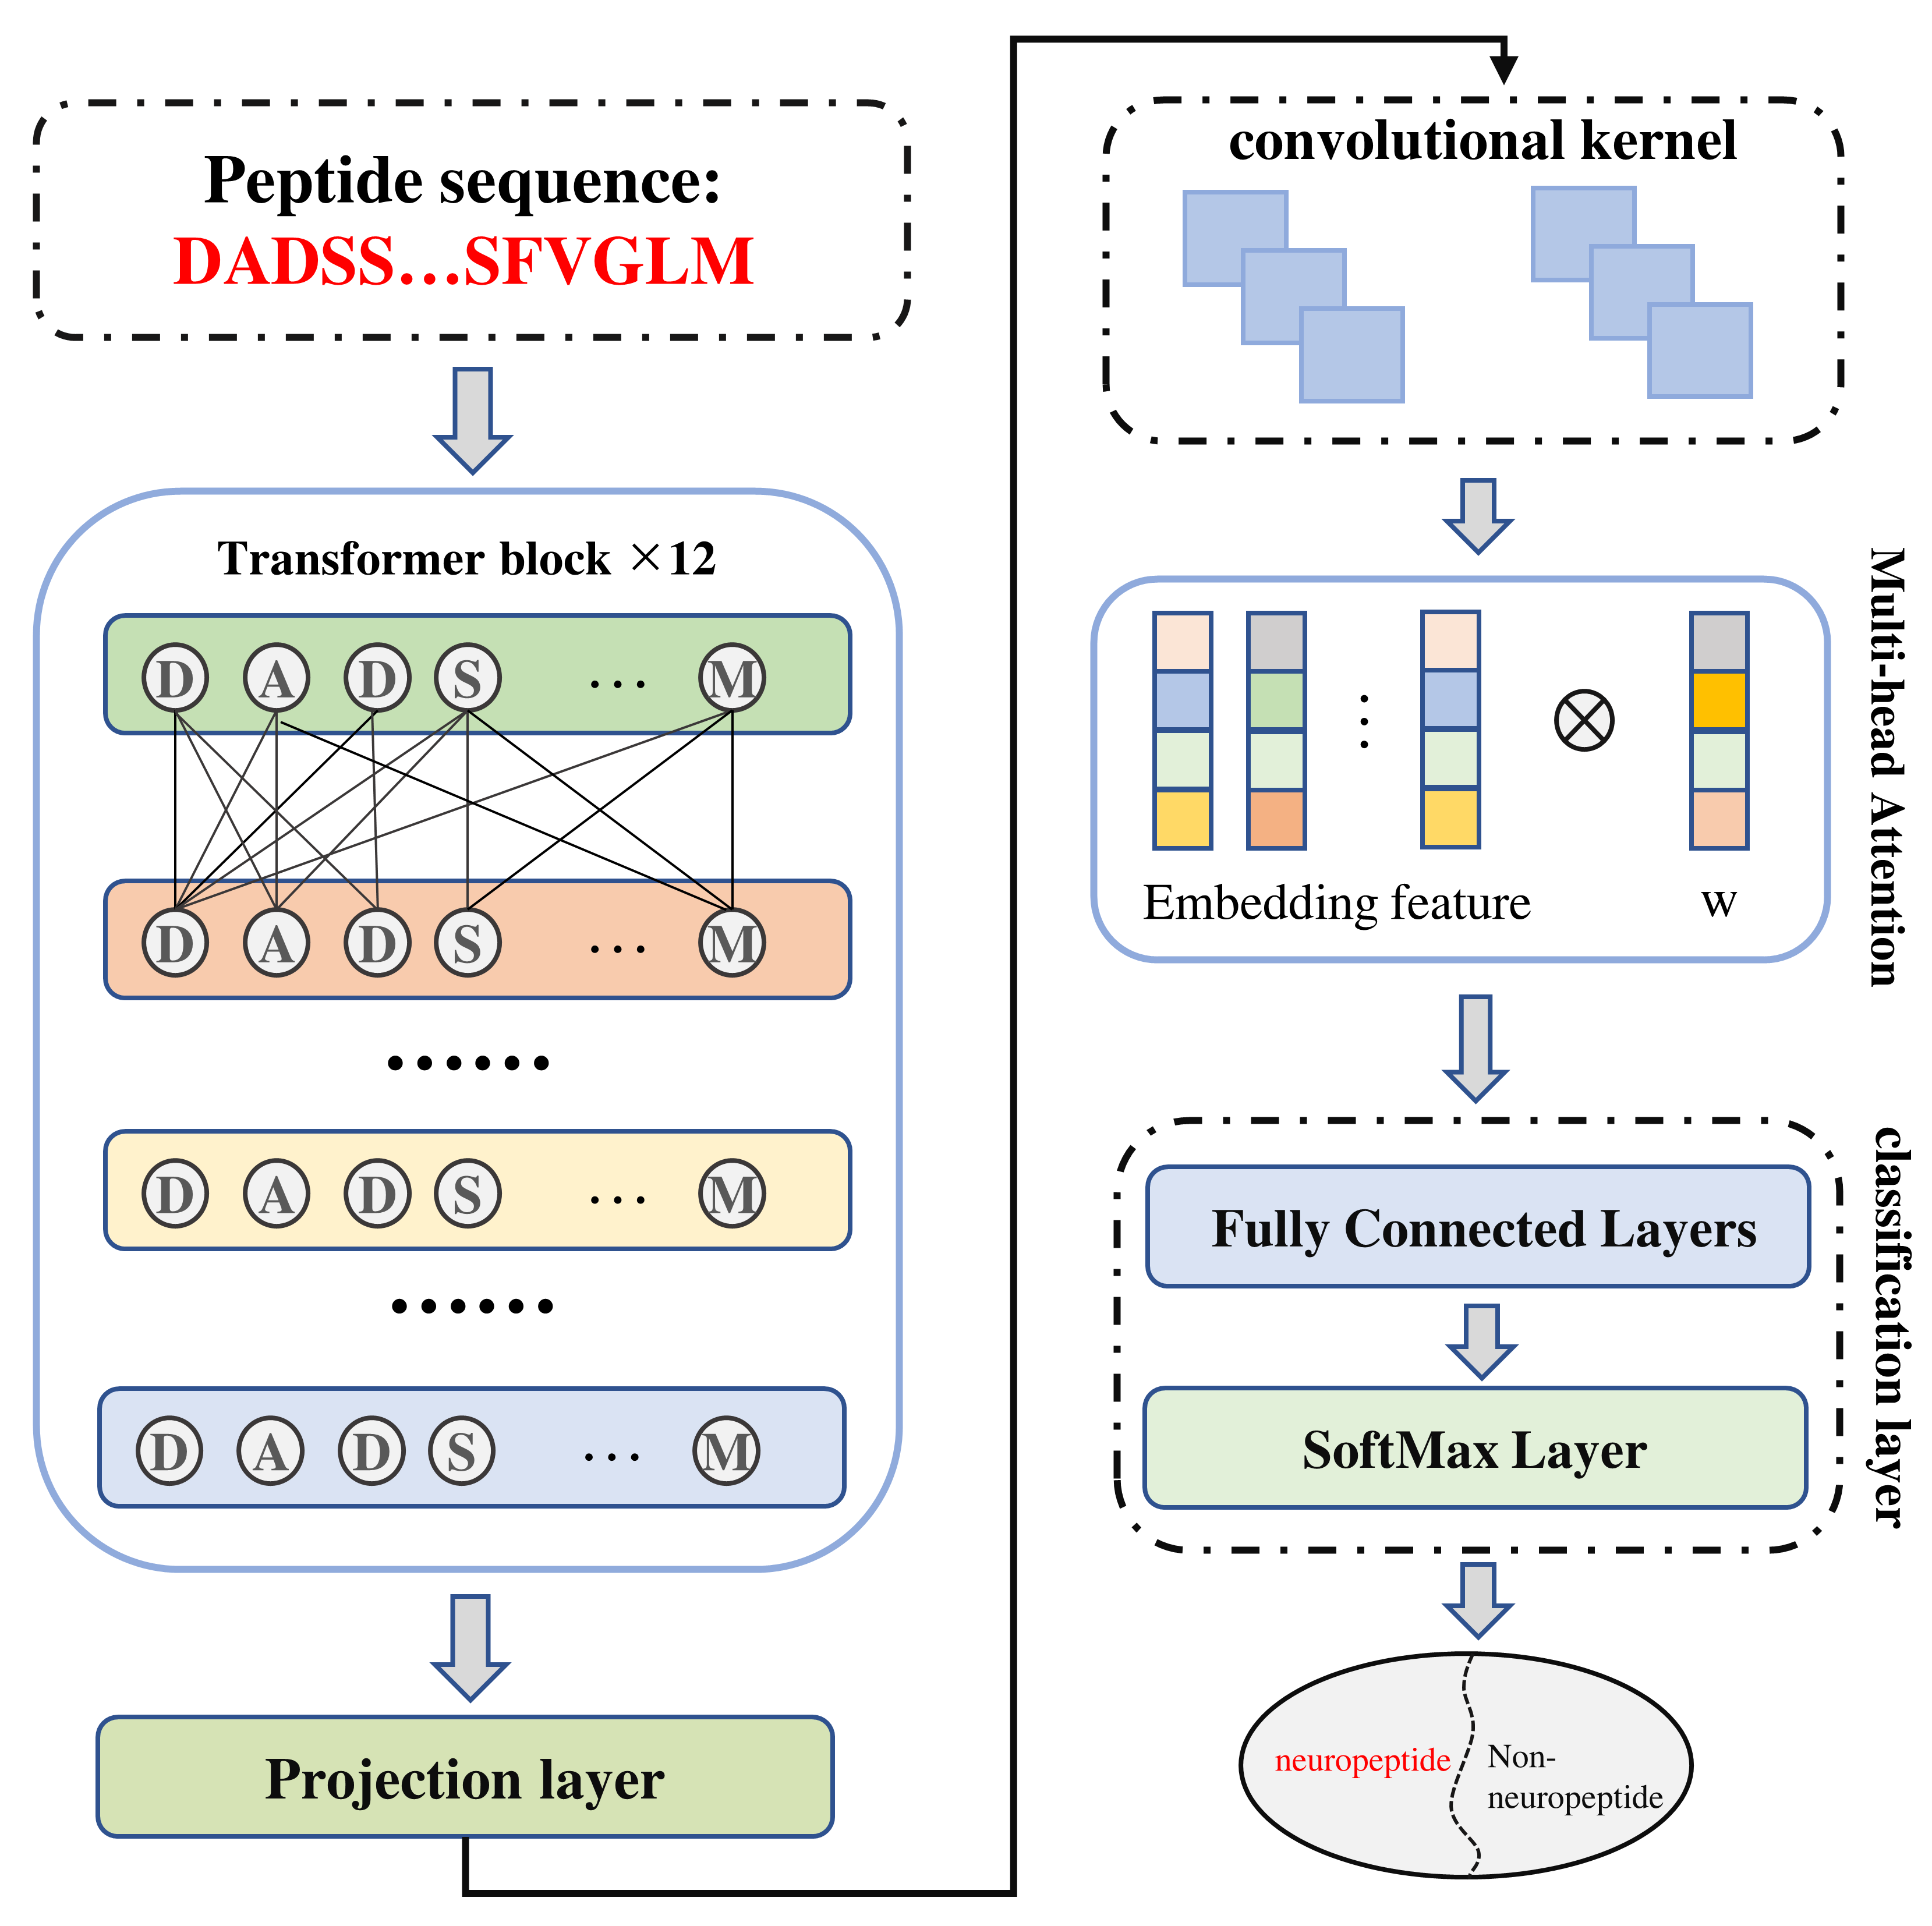 Peptide sequence:
DADSS...SFVGLM
Transformer block ×12
D A D S ... M
D A D S ... M
......
D A D S ... M
......
D A D S ... M
Projection layer
convolutional kernel
Embedding feature
w
Multi-head Attention
Fully Connected Layers
SoftMax Layer
classification layer
neuropeptide
Non-
neuropeptide